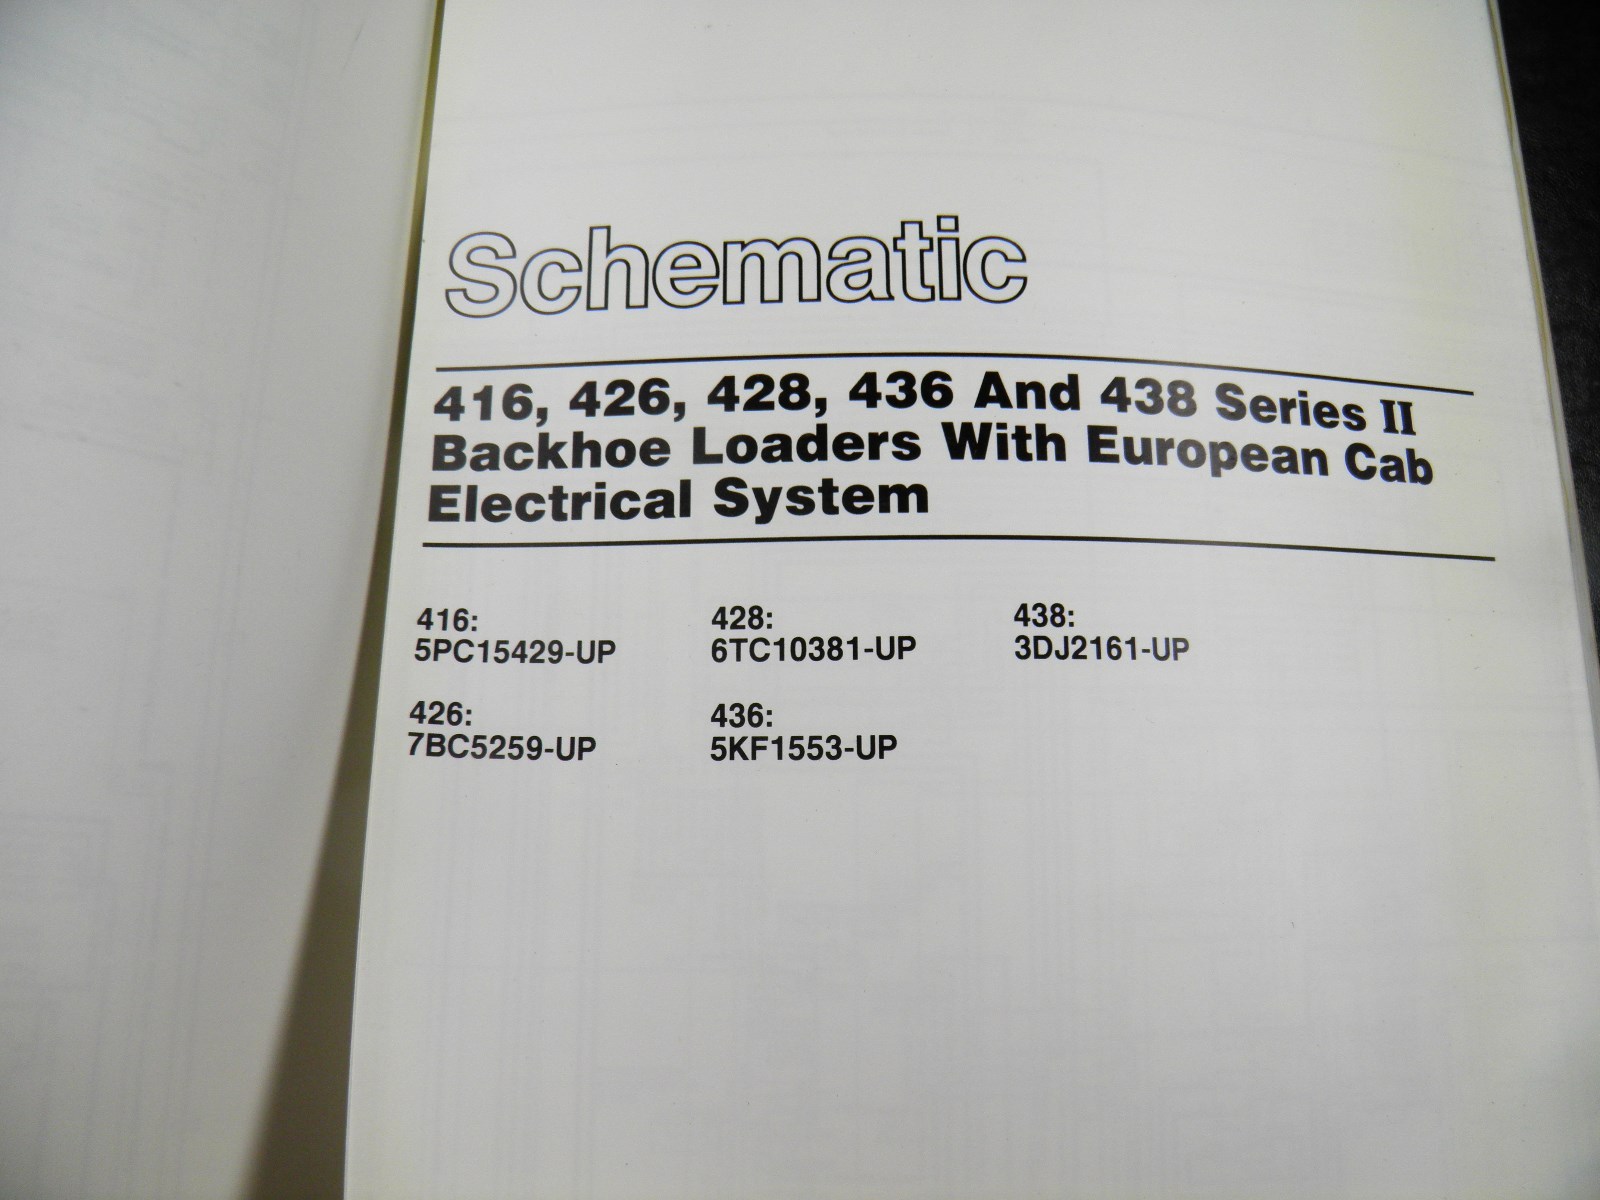 Schematic
416, 426, 428, 436 And 438 Series II
Backhoe Loaders With European Cab
Electrical System
416:
5PC15429-UP
428:
6TC10381-UP
438:
3DJ2161-UP
426:
7BC5259-UP
436:
5KF1553-UP